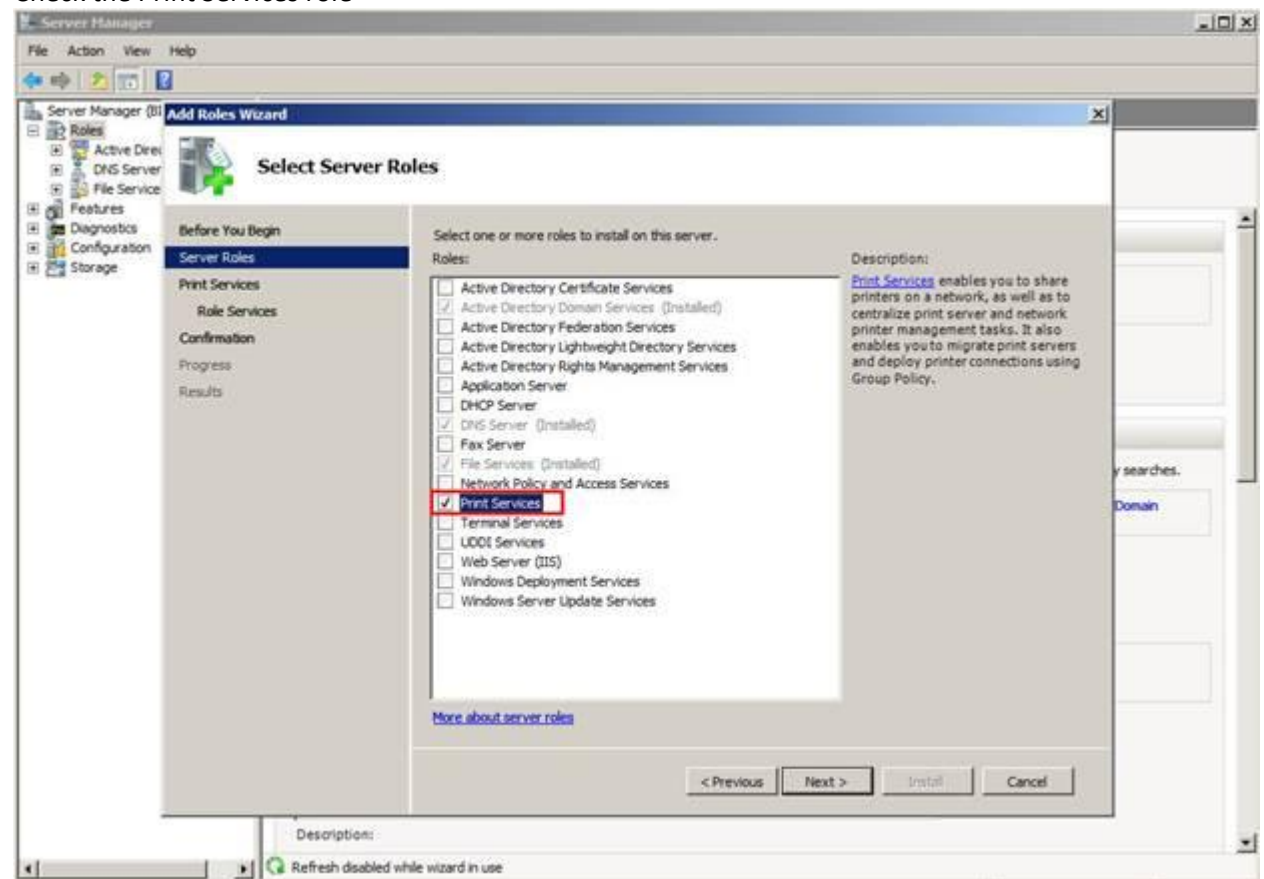 Check the Print Services role
Server Manager
File Action View Help
Server Manager (BI
Roles
Active Direc
DNS Server
File Service
Features
Diagnostics
Configuration
Storage
Add Roles Wizard
Select Server Roles
Before You Begin
Server Roles
Print Services
Role Services
Confirmation
Progress
Results
Select one or more roles to install on this server.
Roles:
Active Directory Certificate Services
Active Directory Domain Services (Installed)
Active Directory Federation Services
Active Directory Lightweight Directory Services
Active Directory Rights Management Services
Application Server
DHCP Server
DNS Server (Installed)
Fax Server
File Services (Installed)
Network Policy and Access Services
Print Services
Terminal Services
UDDI Services
Web Server (IIS)
Windows Deployment Services
Windows Server Update Services
More about server roles
Description:
Print Services enables you to share
printers on a network, as well as to
centralize print server and network
printer management tasks. It also
enables you to migrate print servers
and deploy printer connections using
Group Policy.
y searches.
Domain
< Previous
Next >
Install
Cancel
Description:
Refresh disabled while wizard in use